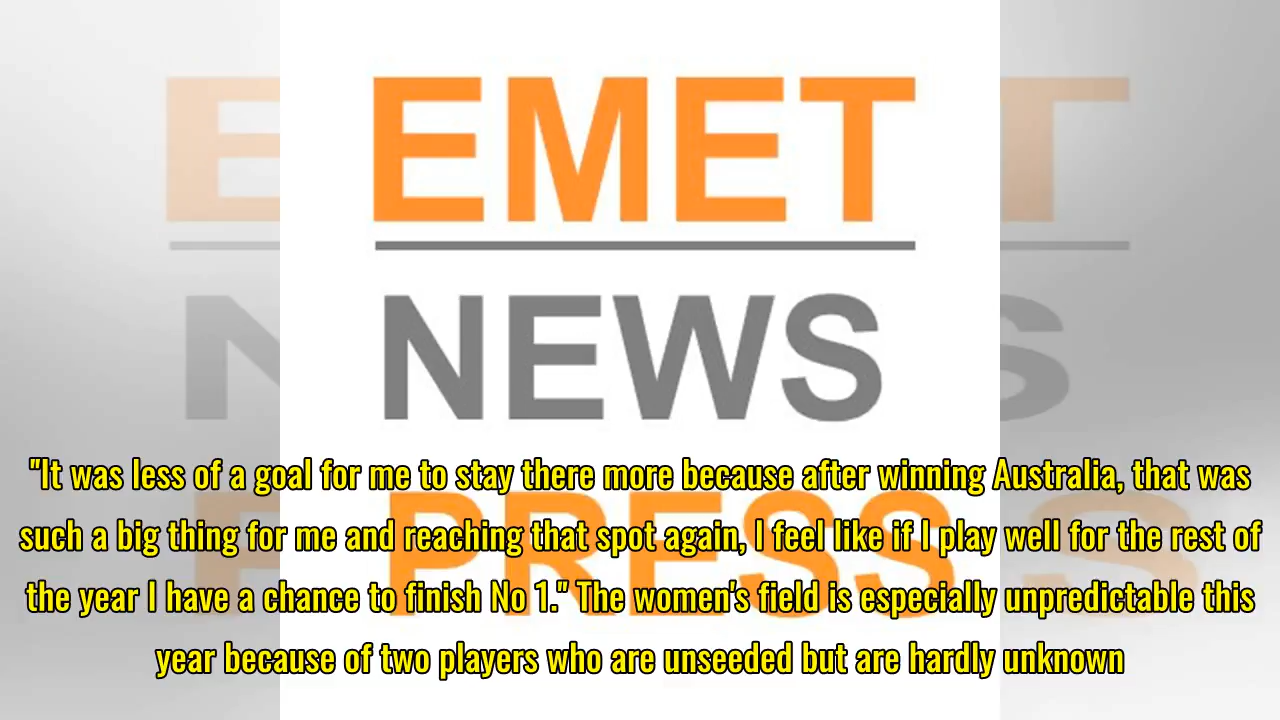 EMET
NEWS
PRESS
"It was less of a goal for me to stay there more because after winning Australia, that was
such a big thing for me and reaching that spot again, I feel like if I play well for the rest of
the year I have a chance to finish No 1." The women's field is especially unpredictable this
year because of two players who are unseeded but are hardly unknown